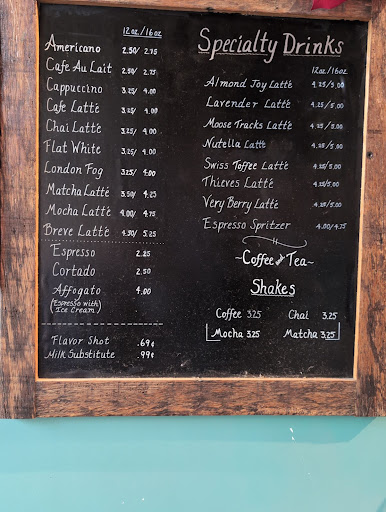 12oz/16oz
Americano 2.50/ 2.75
Cafe Au Lait 2.50/ 2.75
Cappuccino 3.25/ 4.00
Cafe Latte 3.25/ 4.00
Chai Latte 3.25/ 4.00
Flat White 3.25/ 4.00
London Fog 3.25/ 4.00
Matcha Latte 3.50/ 4.25
Mocha Latte 4.00/ 4.75
Breve Latte 4.50/ 5.25
Espresso 2.25
Cortado 2.50
Affogato 4.00
(Espresso with
Ice Cream)
Flavor Shot .69¢
Milk Substitute .99¢
Specialty Drinks
12oz/16oz
Almond Joy Latte 4.25/5.00
Lavender Latte 4.25/5.00
Moose Tracks Latte 4.25/5.00
Nutella Latte 4.25/5.00
Swiss Toffee Latte 4.25/5.00
Thieves Latte 4.25/5.00
Very Berry Latte 4.25/5.00
Espresso Spritzer 4.00/4.75
~Coffee and Tea~
Shakes
Coffee 3.25 Chai 3.25
Mocha 3.25 Matcha 3.25